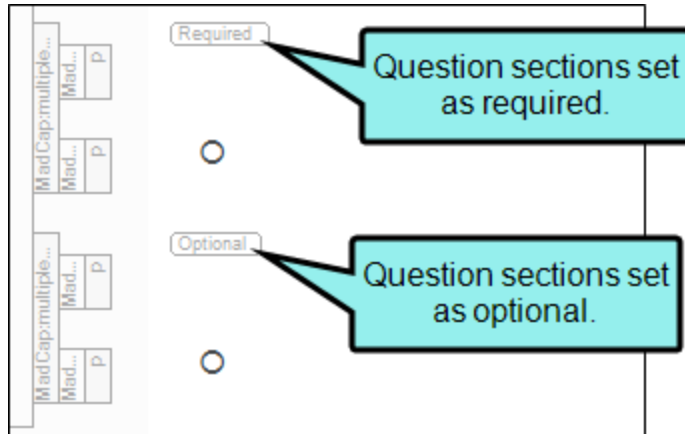 Required
Question sections set
as required.
MadCap:multiple...
Mad...
p
Mad...
p
Optional
Question sections set
as optional.
MadCap:multiple...
Mad...
p
Mad...
p